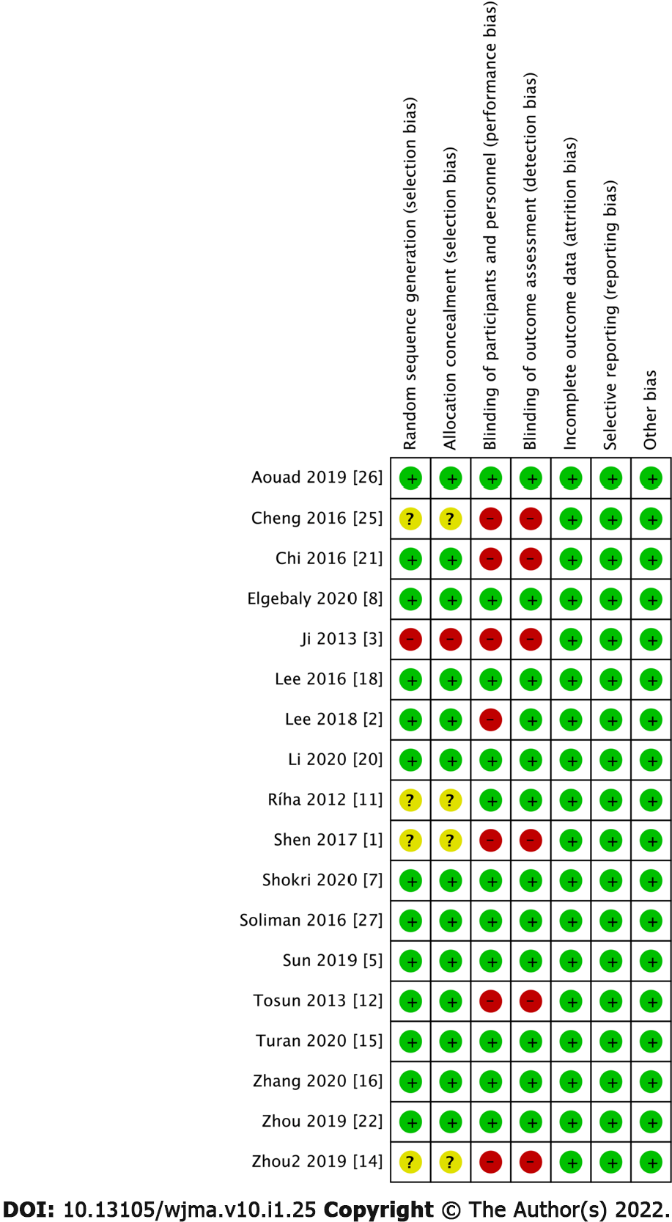 Random sequence generation (selection bias)
Allocation concealment (selection bias)
Blinding of participants and personnel (performance bias)
Blinding of outcome assessment (detection bias)
Incomplete outcome data (attrition bias)
Selective reporting (reporting bias)
Other bias
Aouad 2019 [26] + + + + + + +
Cheng 2016 [25] ? ? - - + + +
Chi 2016 [21] + + - - + + +
Elgebaly 2020 [8] + + + + + + +
Ji 2013 [3] - - - - + + +
Lee 2016 [18] + + + + + + +
Lee 2018 [2] + + - + + + +
Li 2020 [20] + + + + + + +
Ríha 2012 [11] ? ? + + + + +
Shen 2017 [1] ? ? - - + + +
Shokri 2020 [7] + + + + + + +
Soliman 2016 [27] + + + + + + +
Sun 2019 [5] + + + + + + +
Tosun 2013 [12] + + - - + + +
Turan 2020 [15] + + + + + + +
Zhang 2020 [16] + + + + + + +
Zhou 2019 [22] + + + + + + +
Zhou2 2019 [14] ? ? - - + + +
DOI: 10.13105/wjma.v10.i1.25 Copyright © The Author(s) 2022.